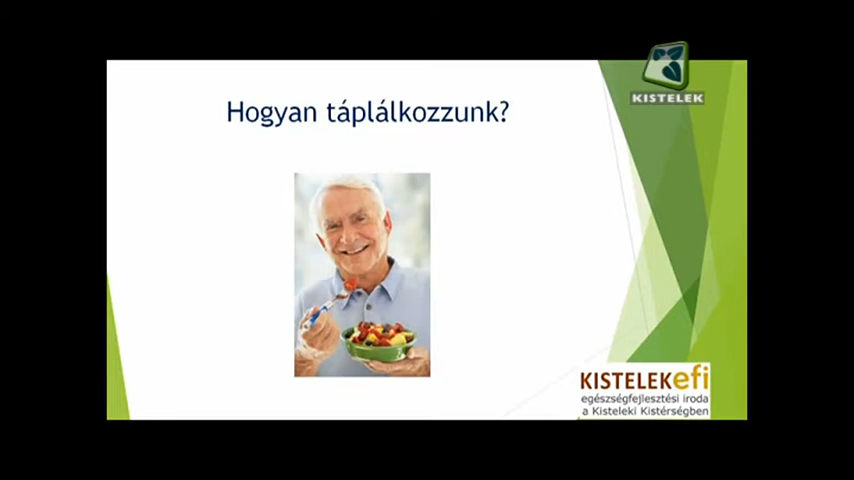 KISTELEK
Hogyan táplálkozzunk?
KISTELEKefi
egészségfejlesztési iroda
a Kisteleki Kistérségben